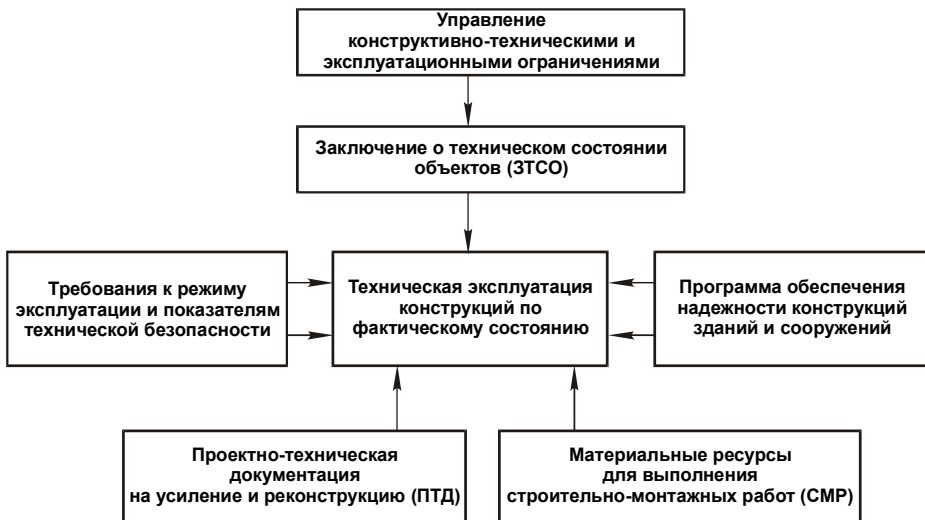 Управление
конструктивно-техническими и
эксплуатационными ограничениями
Заключение о техническом состоянии
объектов (ЗТСО)
Требования к режиму
эксплуатации и показателям
технической безопасности
Техническая эксплуатация
конструкций по
фактическому состоянию
Программа обеспечения
надежности конструкций
зданий и сооружений
Проектно-техническая
документация
на усиление и реконструкцию (ПТД)
Материальные ресурсы
для выполнения
строительно-монтажных работ (СМР)